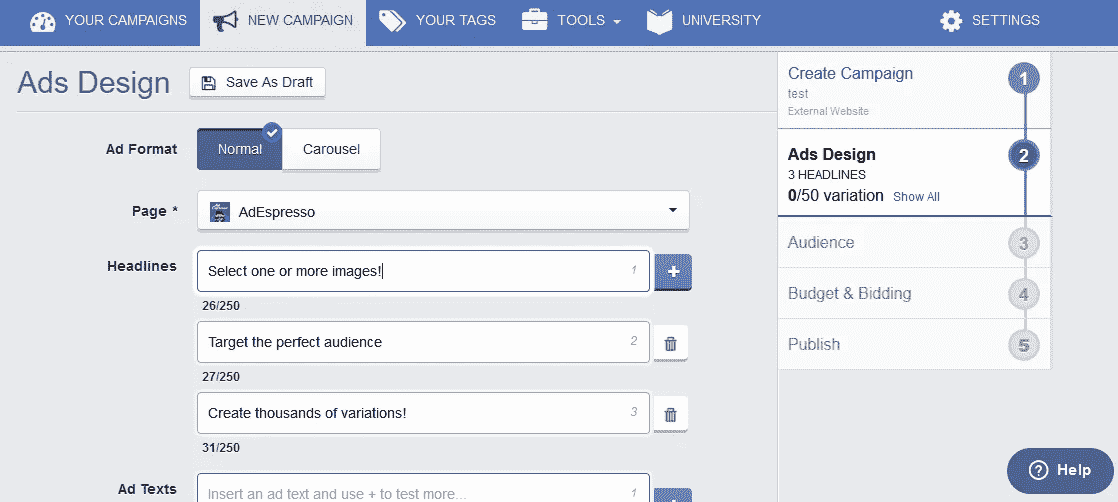 YOUR CAMPAIGNS NEW CAMPAIGN YOUR TAGS TOOLS UNIVERSITY SETTINGS
Ads Design Save As Draft
Ad Format Normal Carousel
Page * AdEspresso
Headlines Select one or more images! 1 +
26/250
Target the perfect audience 2
27/250
Create thousands of variations! 3
31/250
Ad Texts Insert an ad text and use + to test more... 1
Create Campaign 1
test
External Website
Ads Design 2
3 HEADLINES
0/50 variation Show All
Audience 3
Budget & Bidding 4
Publish 5
? Help